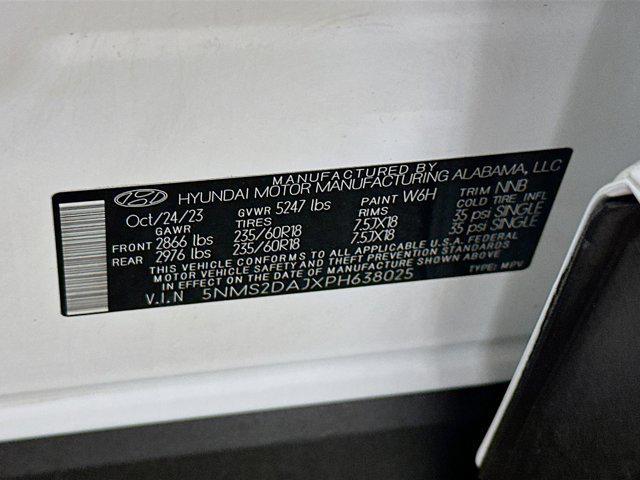 MANUFACTURED BY
HYUNDAI MOTOR MANUFACTURING ALABAMA, LLC
Oct/24/23 GVWR 5247 lbs PAINT W6H TRIM NNB
GAWR TIRES RIMS COLD TIRE INFL
FRONT 2866 lbs 235/60R18 7.5JX18 35 psi SINGLE
REAR 2976 lbs 235/60R18 7.5JX18 35 psi SINGLE
THIS VEHICLE CONFORMS TO ALL APPLICABLE U.S.A. FEDERAL
MOTOR VEHICLE SAFETY AND THEFT PREVENTION STANDARDS
IN EFFECT ON THE DATE OF MANUFACTURE SHOWN ABOVE
V.I.N 5NMS2DAJXPH638025 TYPE: MPV